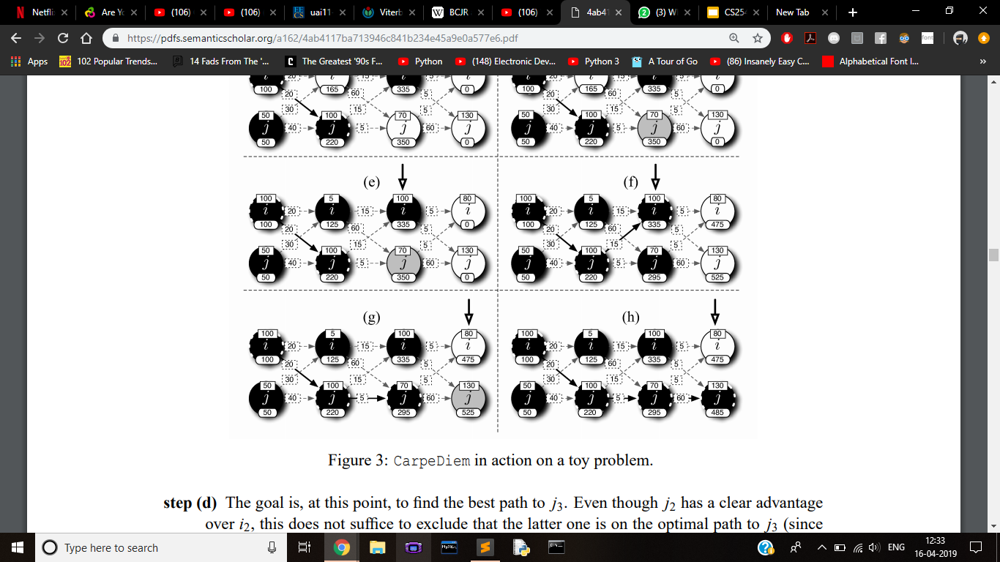 Netfli
Are Yo
(106)
(106)
uai11
Viterb
BCJR
(106)
4ab41
(3) W
CS254
New Tab
https://pdfs.semanticscholar.org/a162/4ab4117ba713946c841b234e45a9e0a577e6.pdf
Apps 102 Popular Trends... 14 Fads From The '... The Greatest '90s F... Python (148) Electronic Dev... Python 3 A Tour of Go (86) Insanely Easy C... Alphabetical Font I... »
i 20 i 15 i 5 i
100 20 165 60 335 5 0
50 30 100 15 70 5 130
j 40 j 5 j 60 j
50 220 350 0
i i i 5 i
100 20 165 60 335 5 0
50 30 100 15 70 5 130
j 40 j 5 j 60 j
50 220 350 0
(e)
100 5 100 80
i 20 i 15 i 5 i
100 20 125 60 335 5 0
50 30 100 15 70 5 130
j 40 j 5 j 60 j
50 220 350 0
(f)
100 5 100 80
i 20 i 15 i 5 i
100 20 125 60 335 5 475
50 30 100 15 70 5 130
j 40 j 5 j 60 j
50 220 295 525
(g)
100 5 100 80
i 20 i 15 i 5 i
100 20 125 60 335 5 475
50 30 100 15 70 5 130
j 40 j 5 j 60 j
50 220 295 525
(h)
100 5 100 80
i 20 i 15 i 5 i
100 20 125 60 335 5 475
50 30 100 15 70 5 130
j 40 j 5 j 60 j
50 220 295 485
Figure 3: CarpeDiem in action on a toy problem.
step (d) The goal is, at this point, to find the best path to j3. Even though j2 has a clear advantage
over i2, this does not suffice to exclude that the latter one is on the optimal path to j3 (since
Type here to search
ENG
12:33
16-04-2019